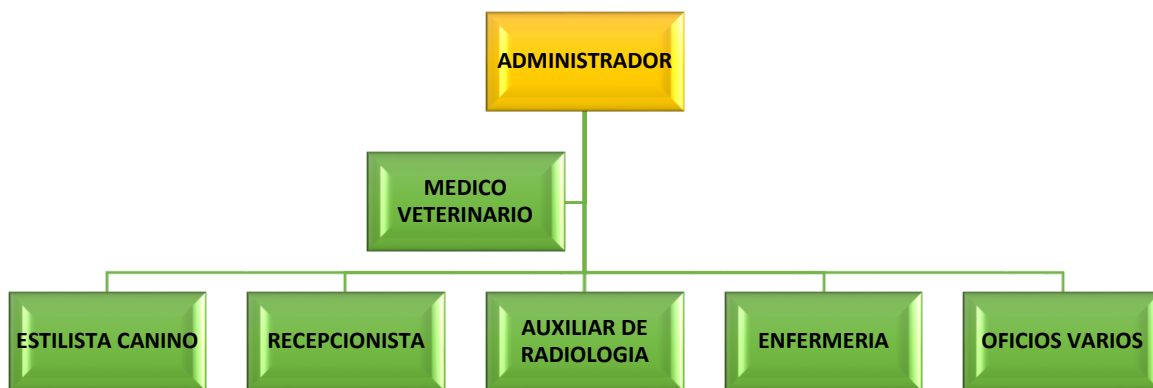 ADMINISTRADOR
MEDICO
VETERINARIO
ESTILISTA CANINO
RECEPCIONISTA
AUXILIAR DE
RADIOLOGIA
ENFERMERIA
OFICIOS VARIOS